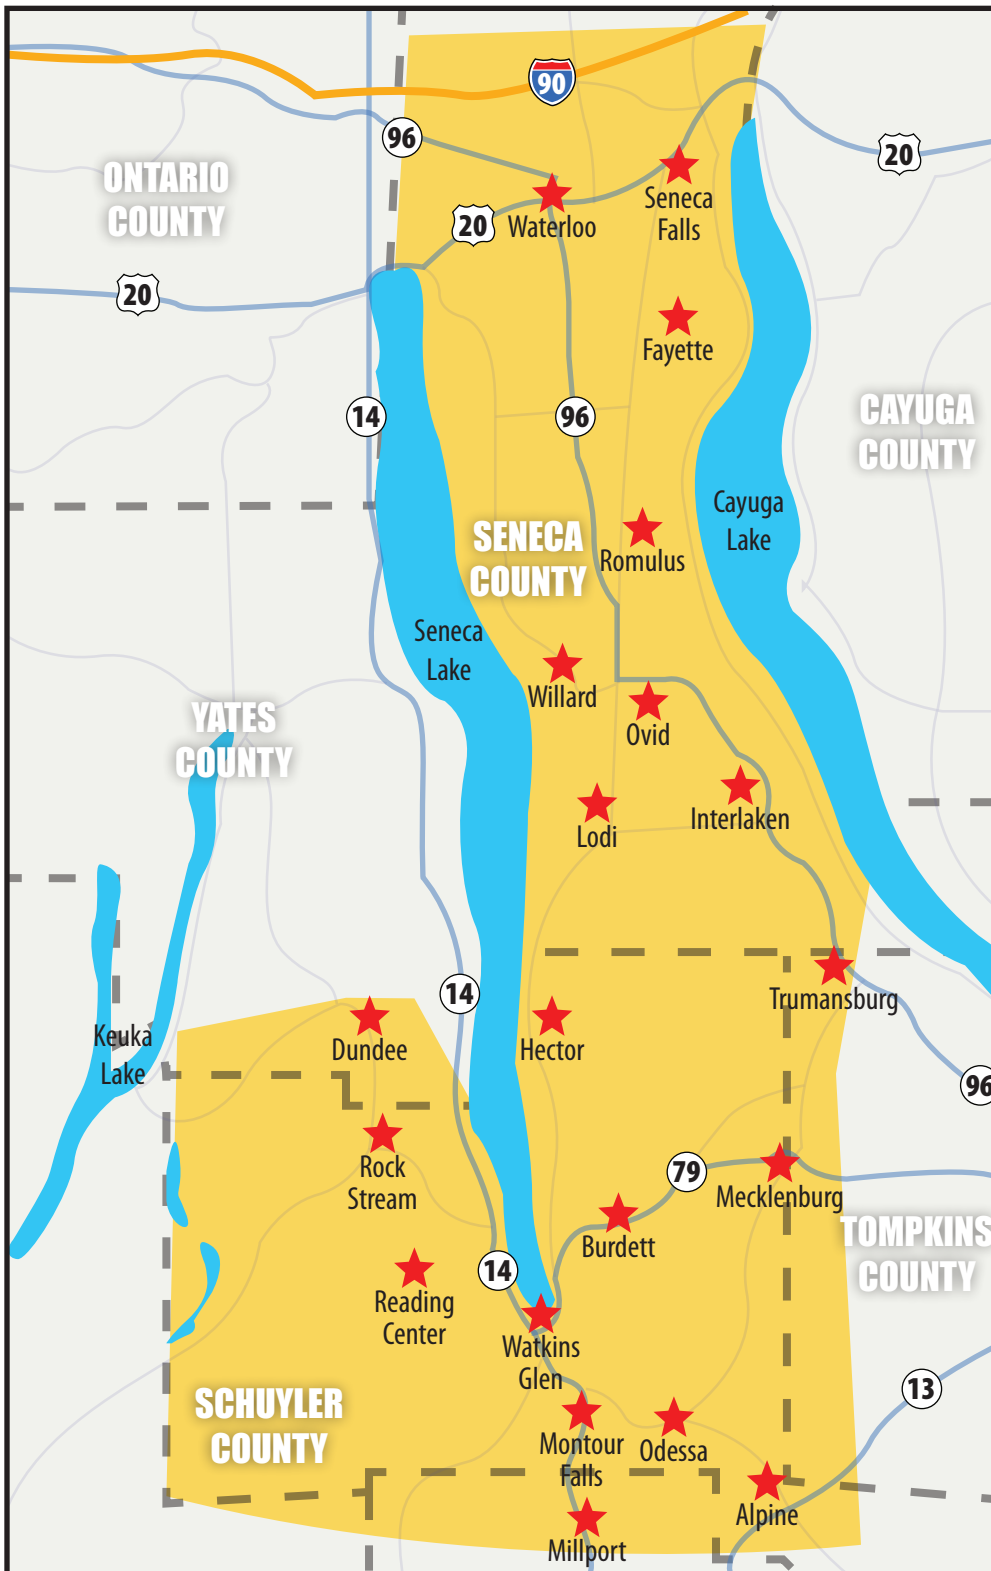 90
96
20
ONTARIO
COUNTY
Seneca
Falls
20
Waterloo
20
Fayette
14
96
CAYUGA
COUNTY
Cayuga
Lake
SENECA
COUNTY
Romulus
Seneca
Lake
Willard
YATES
COUNTY
Ovid
Interlaken
Lodi
14
Trumansburg
Keuka
Lake
Dundee
Hector
96
Rock
Stream
79
Mecklenburg
TOMPKINS
COUNTY
Burdett
14
Reading
Center
Watkins
Glen
13
SCHUYLER
COUNTY
Montour
Falls
Odessa
Alpine
Millport